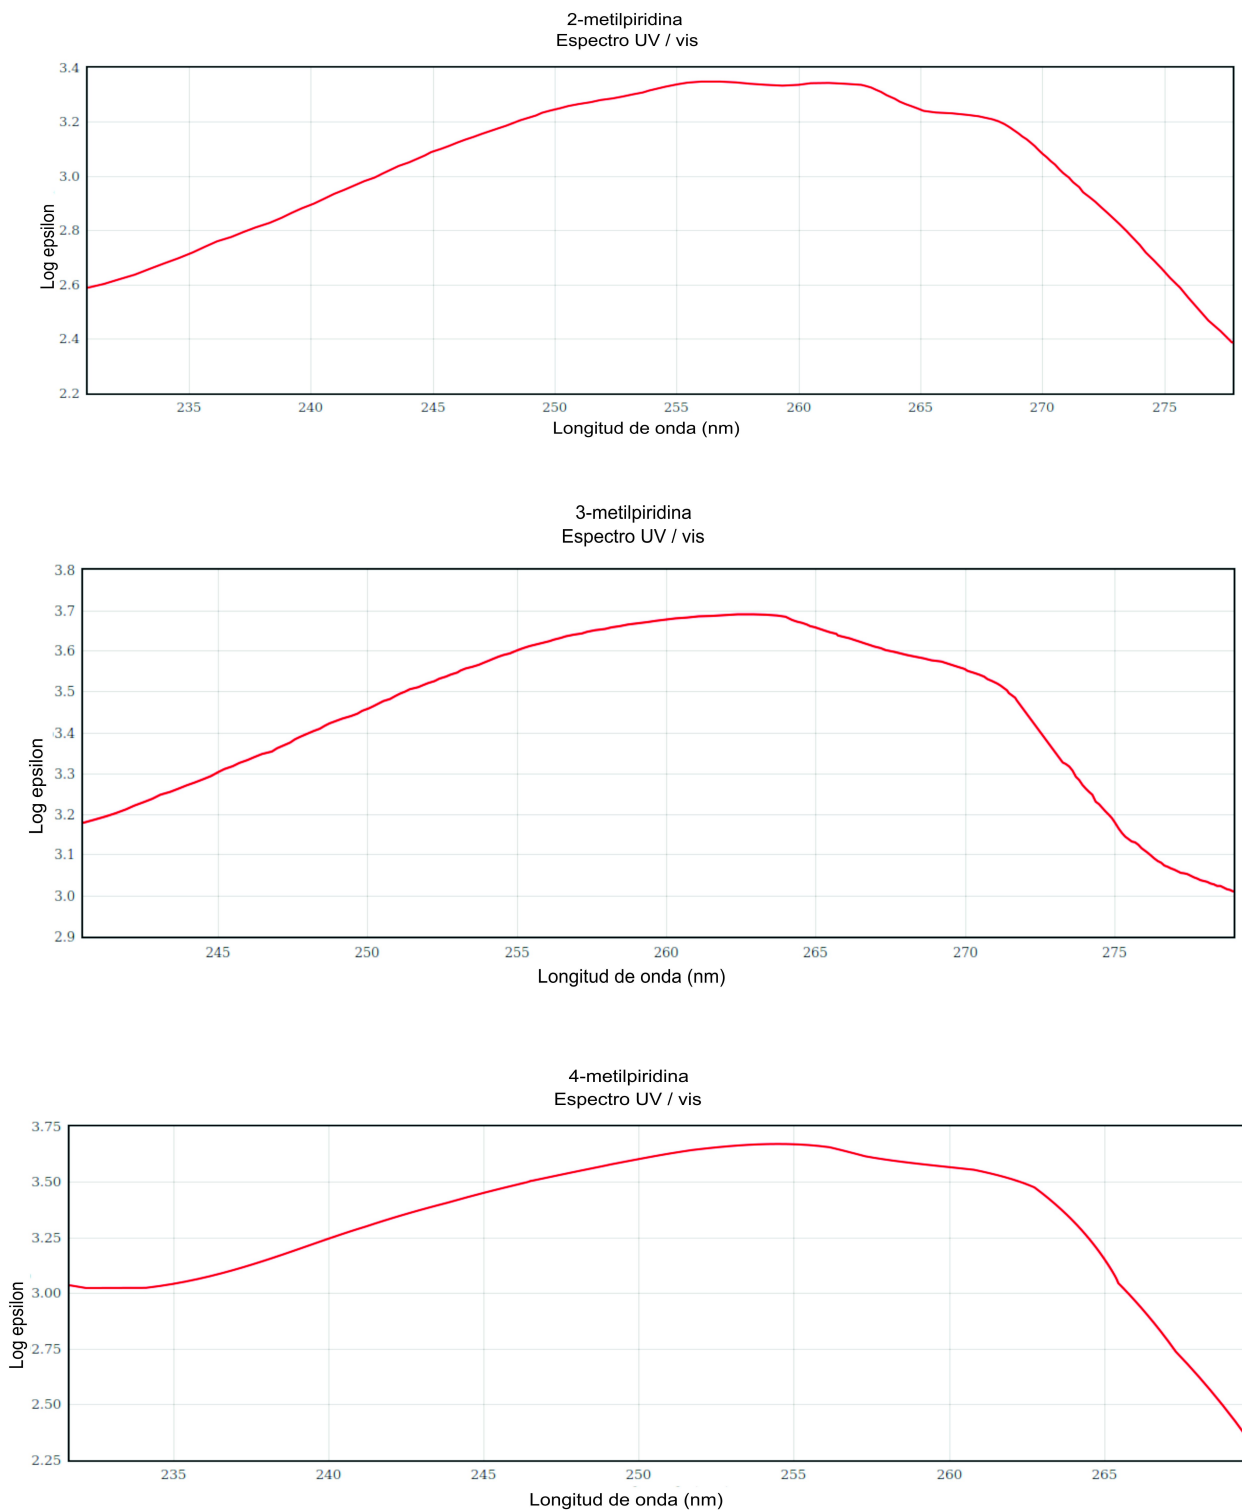 2-metilpiridina
Espectro UV / vis
3.4
3.2
3.0
2.8
2.6
2.4
2.2
Log epsilon
235 240 245 250 255 260 265 270 275
Longitud de onda (nm)
3-metilpiridina
Espectro UV / vis
3.8
3.7
3.6
3.5
3.4
3.3
3.2
3.1
3.0
2.9
Log epsilon
245 250 255 260 265 270 275
Longitud de onda (nm)
4-metilpiridina
Espectro UV / vis
3.75
3.50
3.25
3.00
2.75
2.50
2.25
Log epsilon
235 240 245 250 255 260 265
Longitud de onda (nm)